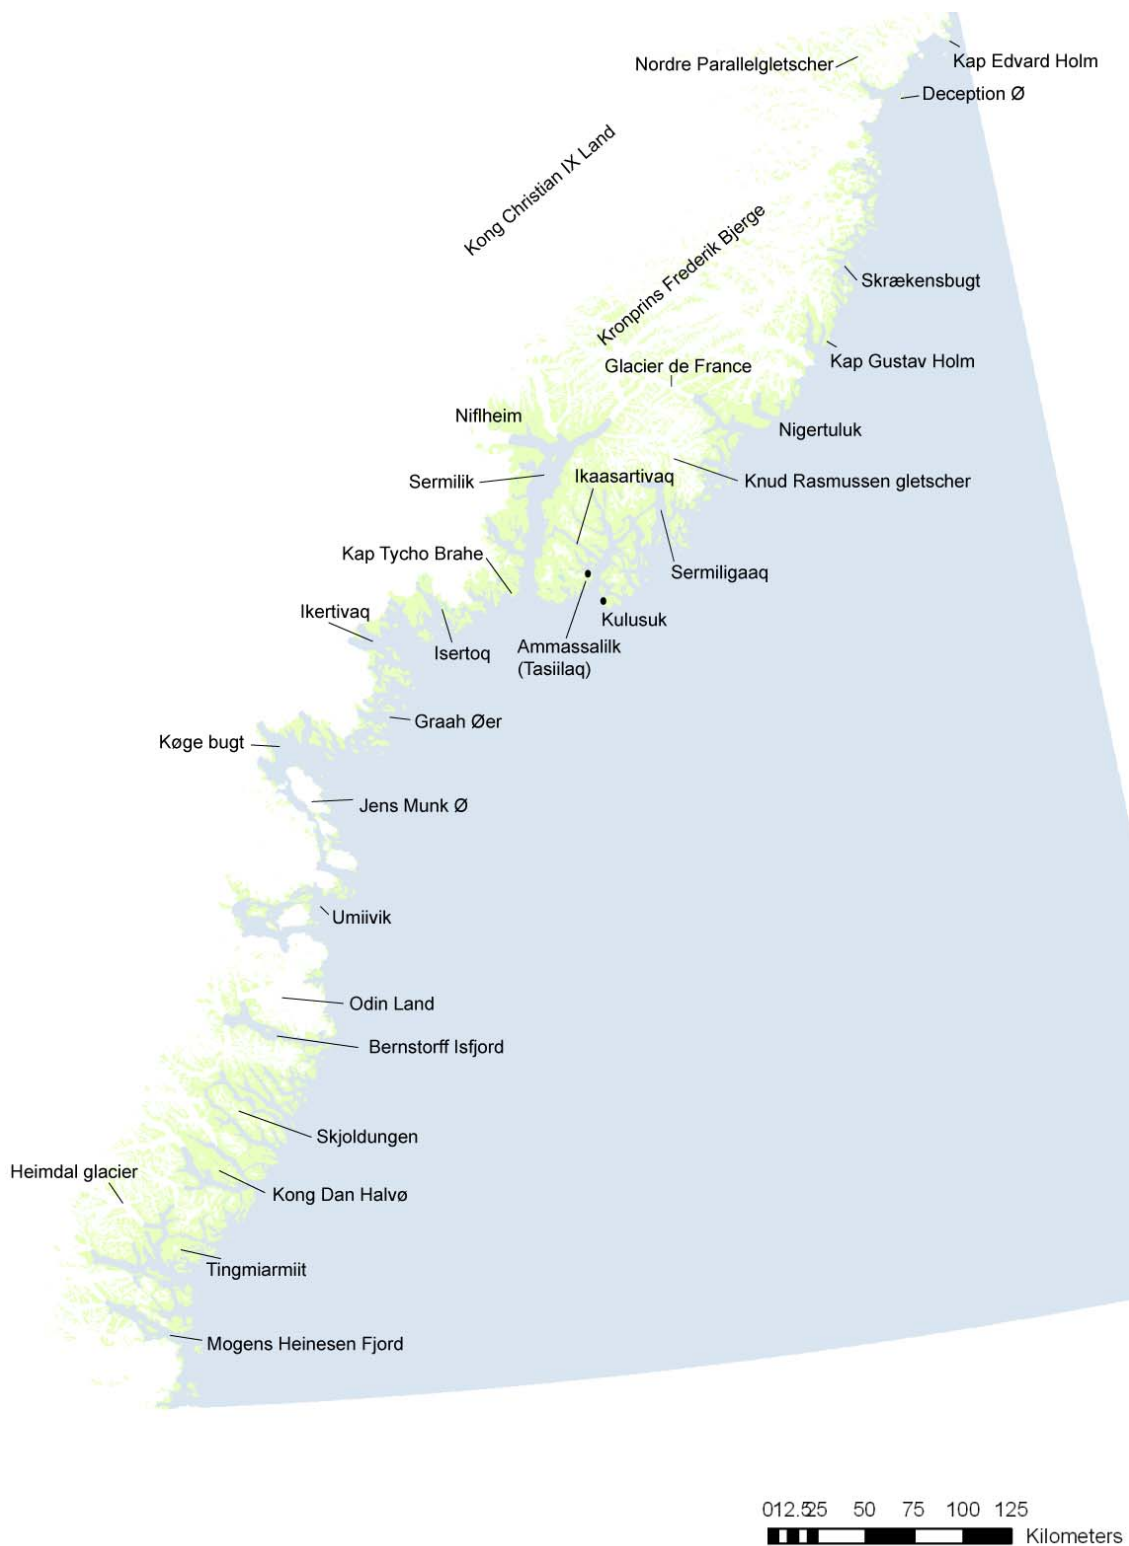 Nordre Parallelgletscher
Kap Edvard Holm
Deception Ø
Kong Christian IX Land
Kronprins Frederik Bjerge
Skrækensbugt
Kap Gustav Holm
Glacier de France
Niflheim
Nigertuluk
Sermilik
Ikaasartivaq
Knud Rasmussen gletscher
Kap Tycho Brahe
Sermiligaaq
Ikertivaq
Kulusuk
Isertoq
Ammassalilk
(Tasiilaq)
Graah Øer
Køge bugt
Jens Munk Ø
Umiivik
Odin Land
Bernstorff Isfjord
Skjoldungen
Heimdal glacier
Kong Dan Halvø
Tingmiarmiit
Mogens Heinesen Fjord
0 12.5 25 50 75 100 125
Kilometers